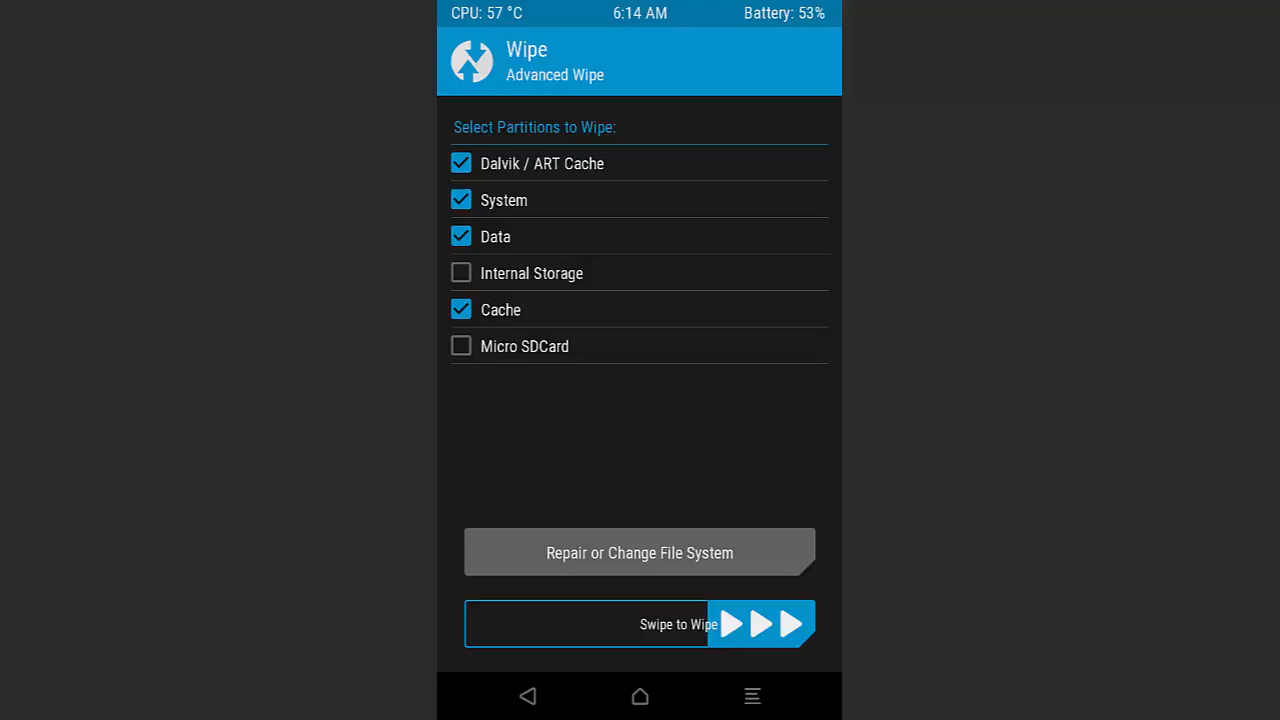 CPU: 57 °C 6:14 AM Battery: 53%
Wipe
Advanced Wipe
Select Partitions to Wipe:
Dalvik / ART Cache
System
Data
Internal Storage
Cache
Micro SDCard
Repair or Change File System
Swipe to Wipe